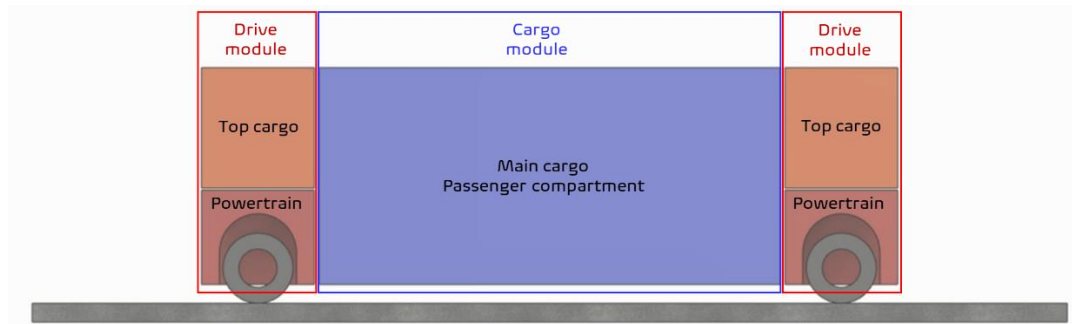 Drive
module
Cargo
module
Drive
module
Top cargo
Top cargo
Main cargo
Passenger compartment
Powertrain
Powertrain